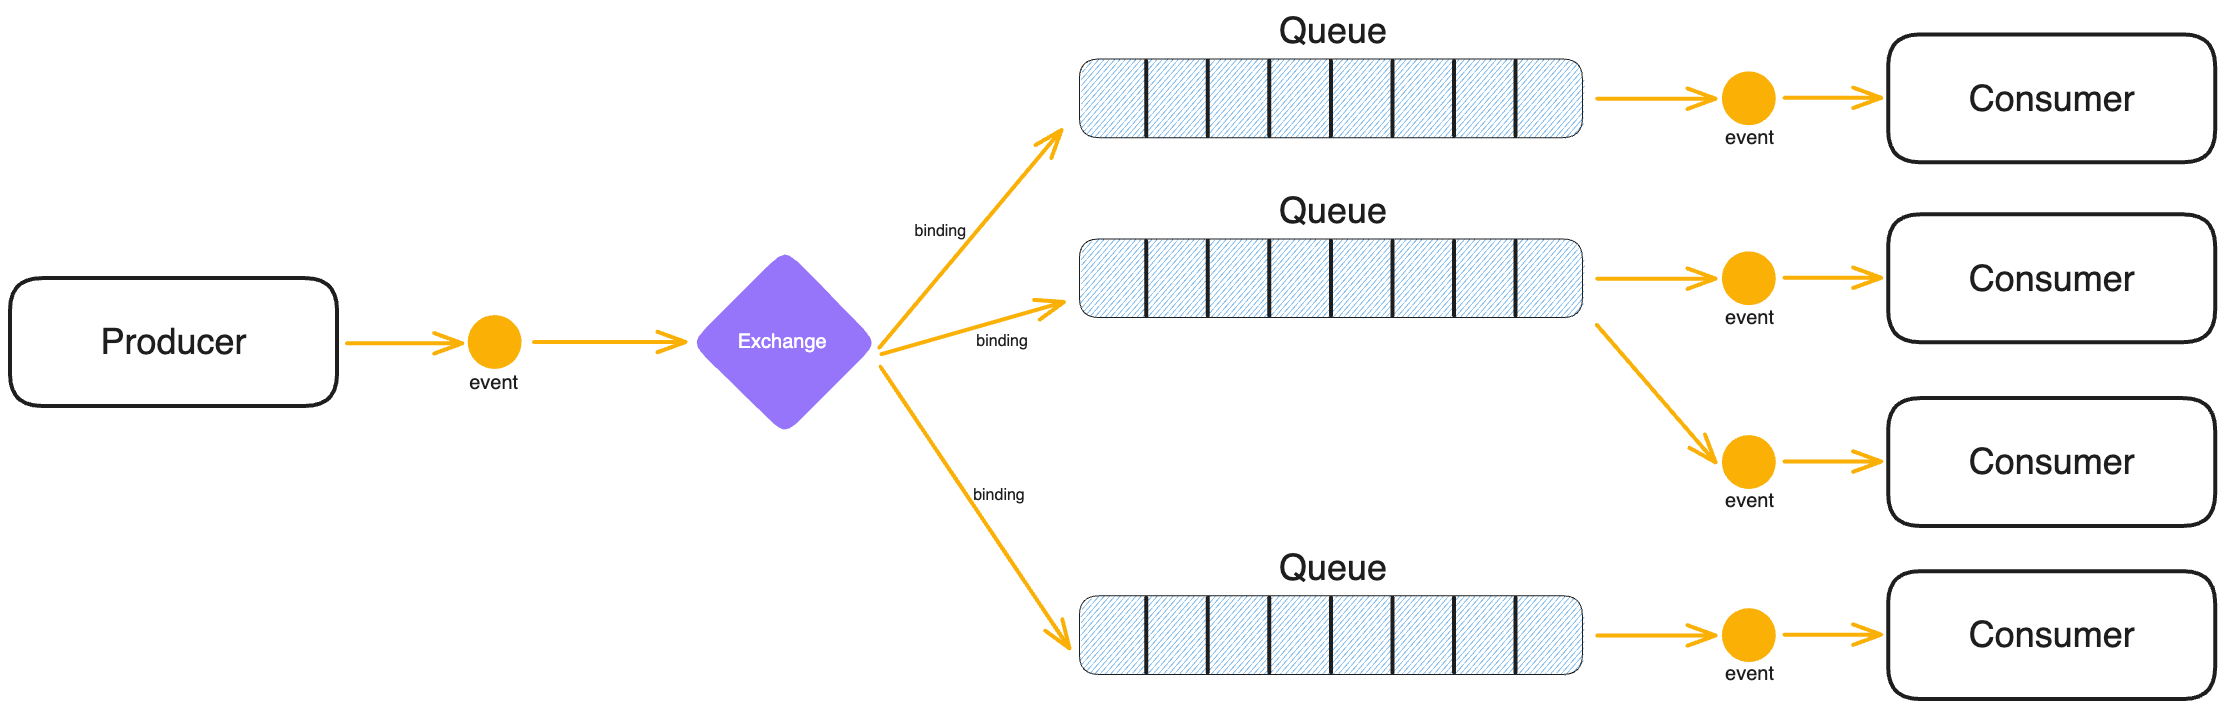 Queue
event
Consumer
binding
Queue
event
Consumer
Producer
event
Exchange
binding
event
Consumer
binding
Queue
event
Consumer